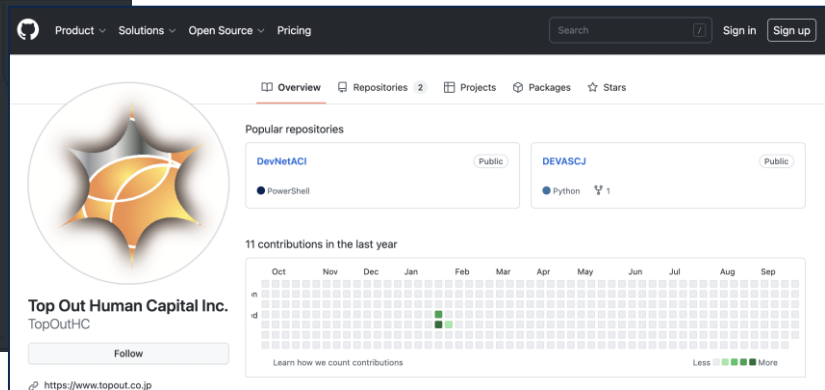 Product Solutions Open Source Pricing Search / Sign in Sign up
Overview Repositories 2 Projects Packages Stars
Popular repositories
DevNetACI Public DEVASCJ Public
PowerShell Python 1
11 contributions in the last year
Oct Nov Dec Jan Feb Mar Apr May Jun Jul Aug Sep
Top Out Human Capital Inc.
TopOutHC
Learn how we count contributions Less More
Follow
https://www.topout.co.jp